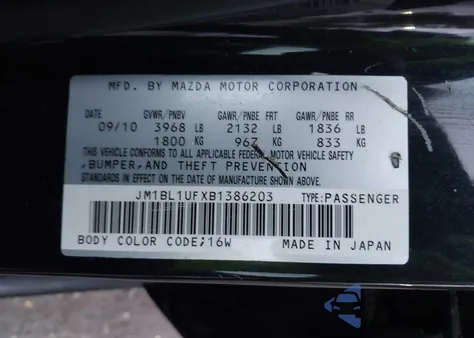 MFD. BY MAZDA MOTOR CORPORATION
DATE GVWR/PNBV GAWR/PNBE FRT GAWR/PNBE RR
09/10 3968 LB 2132 LB 1836 LB
1800 KG 967 KG 833 KG
THIS VEHICLE CONFORMS TO ALL APPLICABLE FEDERAL MOTOR VEHICLE SAFETY
,BUMPER,AND THEFT PREVENTION
STANDARDS IN EFFECT ON THE DATE OF MANUFACTURE SHOWN ABOVE.
JM1BL1UFXB1386203 TYPE:PASSENGER
BODY COLOR CODE;16W MADE IN JAPAN